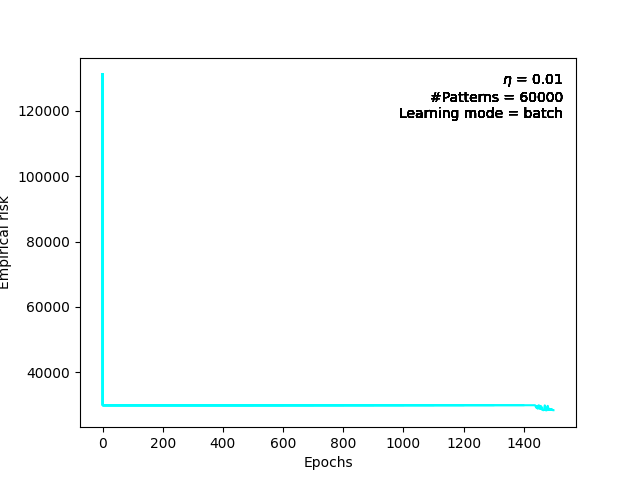 η = 0.01
#Patterns = 60000
Learning mode = batch
120000
100000
80000
60000
40000
Empirical risk
0 200 400 600 800 1000 1200 1400
Epochs